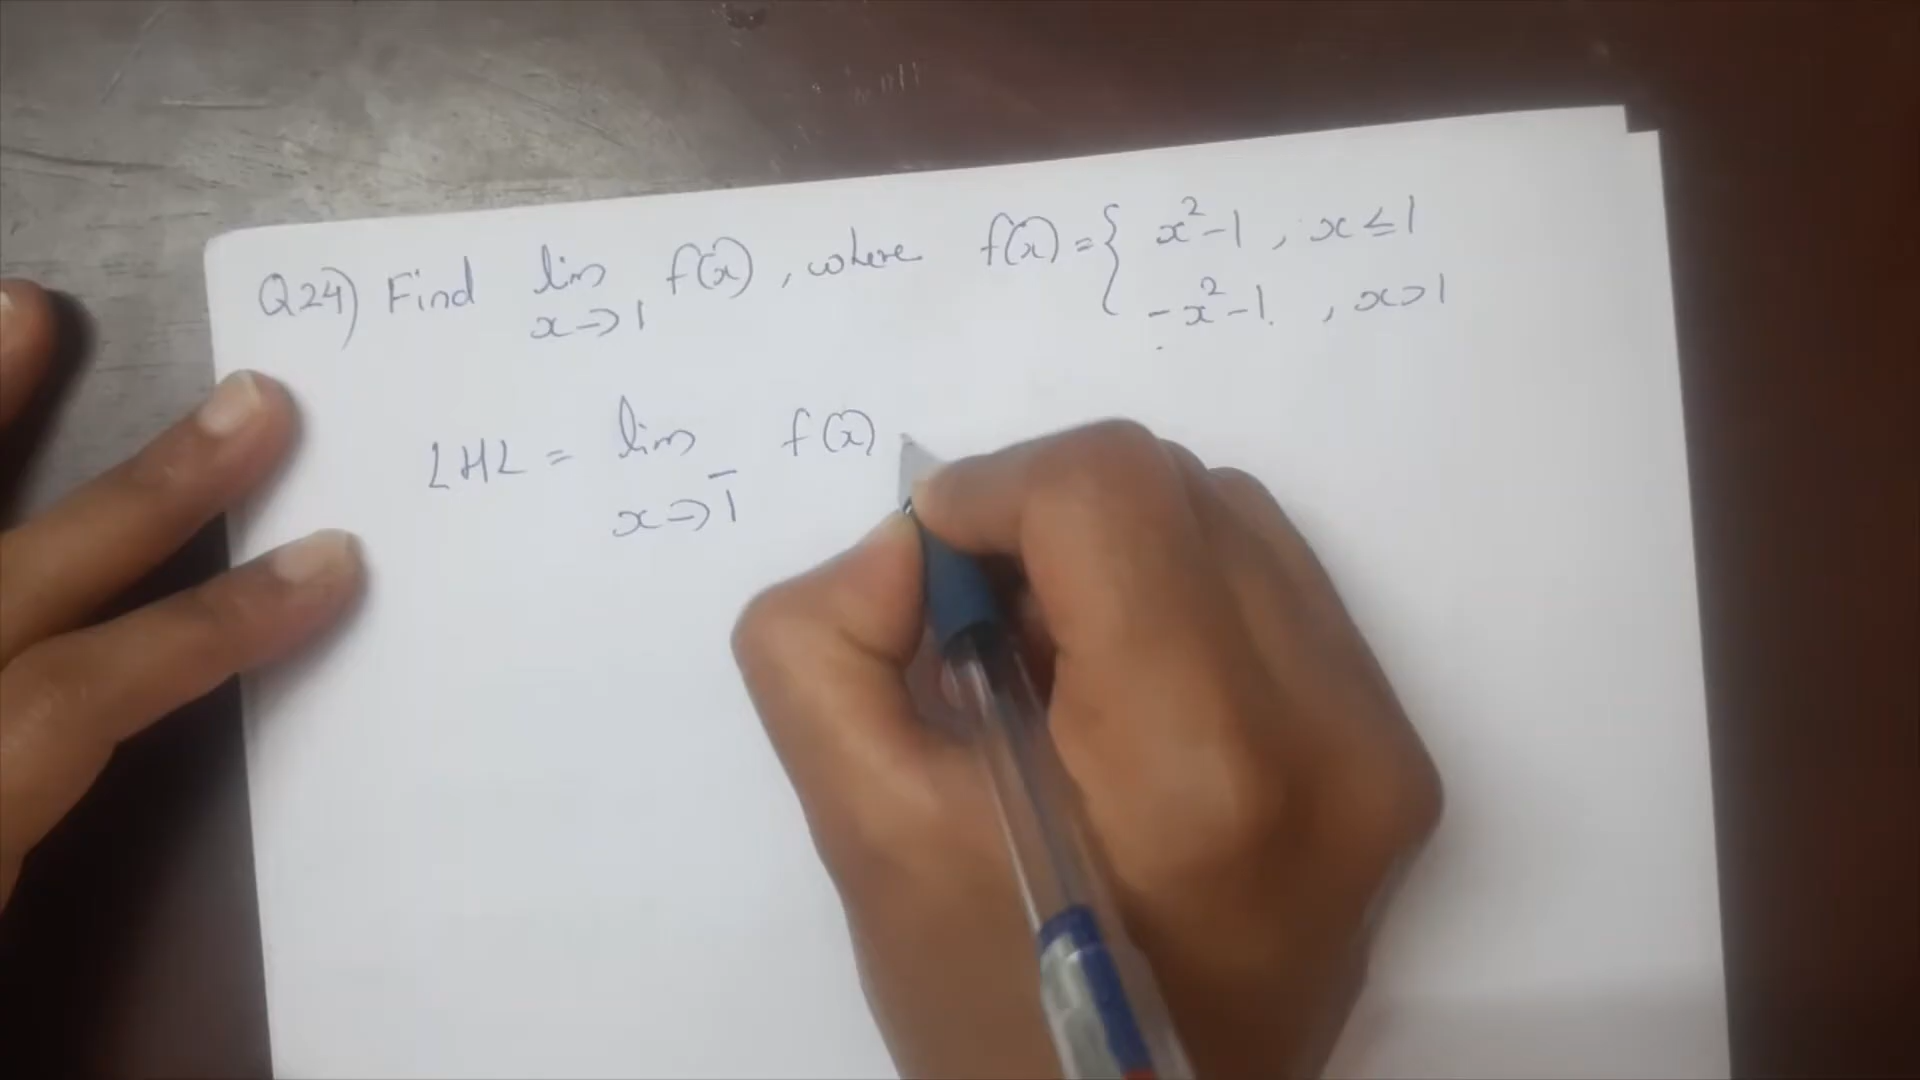 Q24) Find lim f(x), where f(x) = { x² - 1 , x ≤ 1
x → 1 - x² - 1 , x > 1
LHL = lim f(x)
x → 1⁻